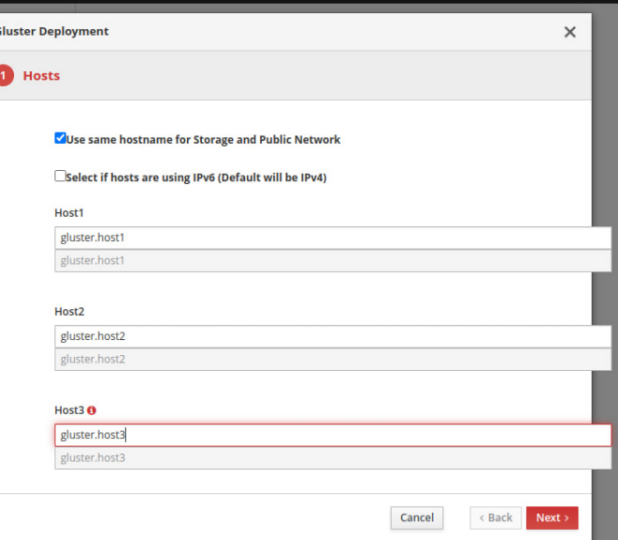 Gluster Deployment
1 Hosts
Use same hostname for Storage and Public Network
Select if hosts are using IPv6 (Default will be IPv4)
Host1
gluster.host1
gluster.host1
Host2
gluster.host2
gluster.host2
Host3
gluster.host3
gluster.host3
Cancel
< Back
Next >